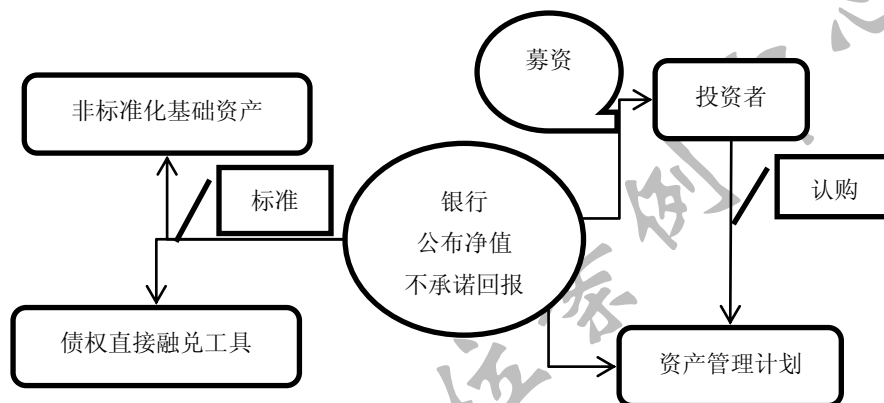 募资
非标准化基础资产
投资者
标准
认购
银行
公布净值
不承诺回报
债权直接融兑工具
资产管理计划